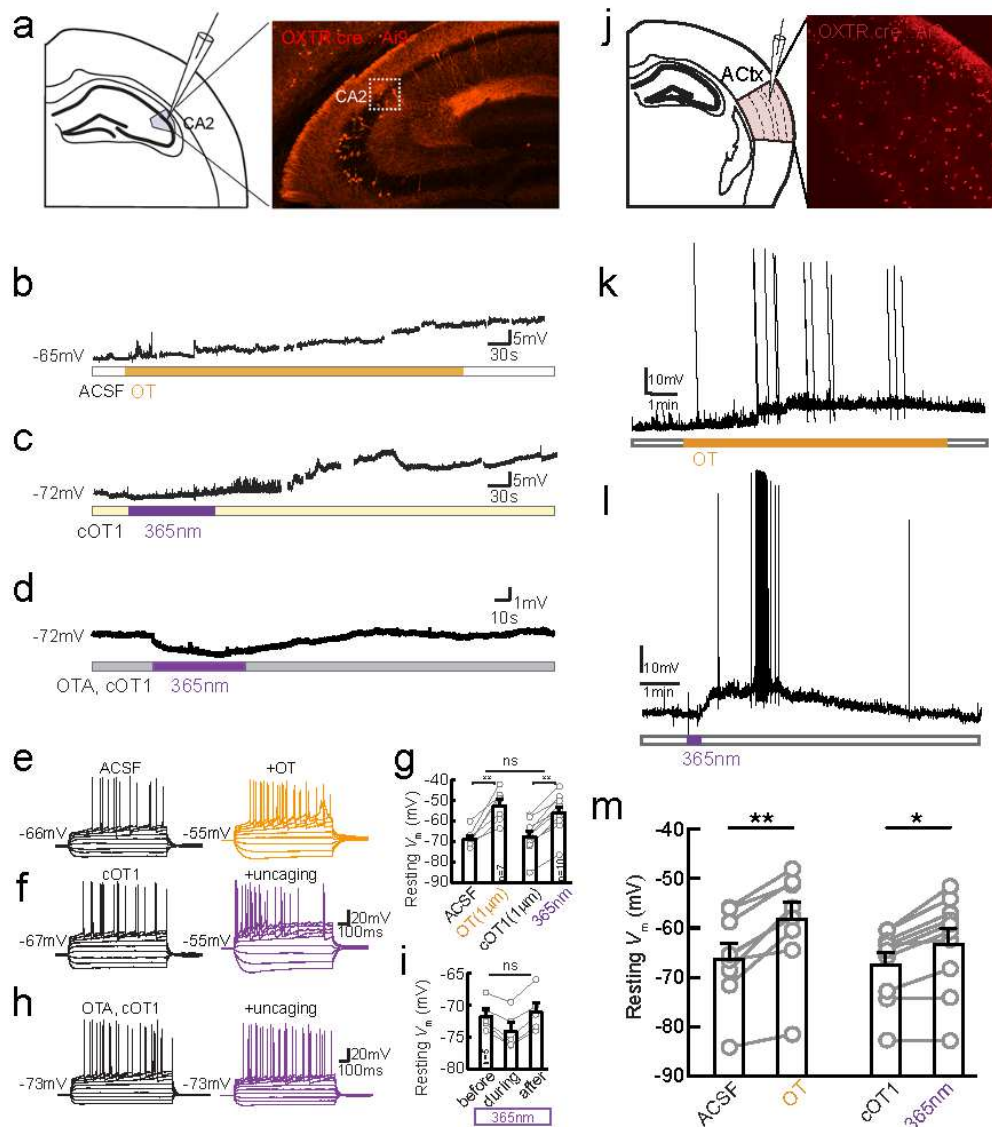 a
CA2
OXTR.cre : Ai9
CA2
j
ACtx
OXTR.cre : Ai9
b
-65mV
5mV
30s
ACSF OT
c
-72mV
5mV
30s
cOT1 365nm
d
-72mV
1mV
10s
OTA, cOT1 365nm
k
10mV
1min
OT
l
10mV
1min
365nm
e
ACSF +OT
-66mV -55mV
f
cOT1 +uncaging
-67mV -55mV
20mV
100ms
h
OTA, cOT1 +uncaging
-73mV -73mV
20mV
100ms
g
ns
** **
Resting Vm (mV)
-40
-50
-60
-70
-80
-90
n=7
n=10
ACSF
OT(1μm)
cOT1(1μm)
365nm
i
ns
Resting Vm (mV)
-65
-70
-75
-80
before
during
after
365nm
m
** *
Resting Vm (mV)
-40
-50
-60
-70
-80
-90
ACSF
OT
cOT1
365nm